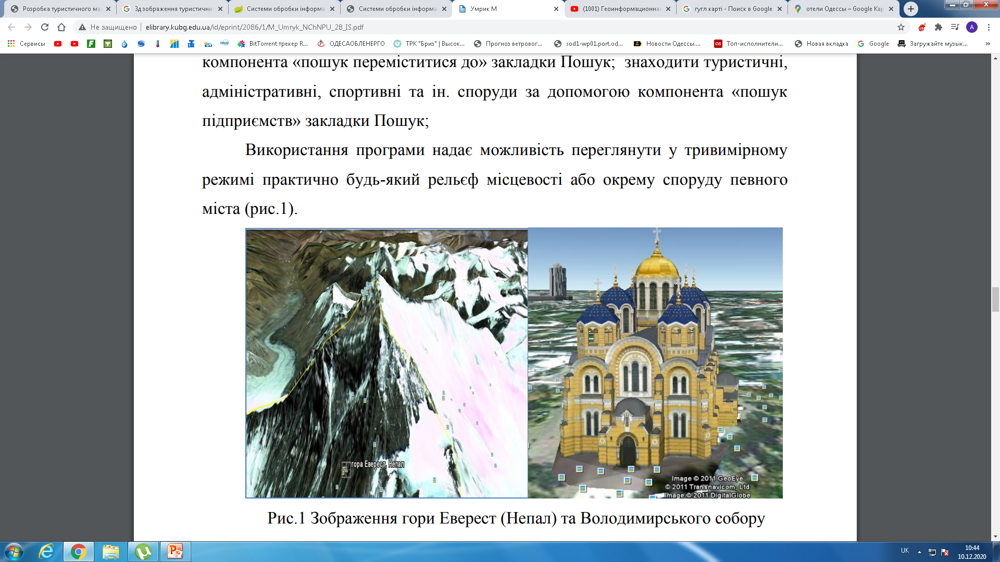 Розробка туристичного ма
3д зображення туристични
Системи обробки інформа
Системи обробки інформа
Умрик М
(1001) Геоинформационная
гугл карті - Поиск в Google
отели Одессы – Google Кар
Не защищено
elibrary.kubg.edu.ua/id/eprint/2086/1/M_Umryk_NChNPU_28_IS.pdf
A
Сервисы
BitTorrent трекер R...
ОДЕСАОБЛЕНЕРГО
ТРК "Бриз" | Высок...
Прогноз ветровог...
sod1-wp01.port.od...
Новости Одессы....
Топ-исполнители...
Новая вкладка
Google
Загружайте музык...
»
компонента «пошук переміститися до» закладки Пошук; знаходити туристичні,
адміністративні, спортивні та ін. споруди за допомогою компонента «пошук
підприємств» закладки Пошук;
Використання програми надає можливість переглянути у тривимірному
режимі практично будь-який рельєф місцевості або окрему споруду певного
міста (рис.1).
гора Еверест, Непал
Image © 2011 GeoEye
© 2011 Transnavicom, Ltd
Image © 2011 DigitalGlobe
Рис.1 Зображення гори Еверест (Непал) та Володимирського собору
UK
10:44
10.12.2020